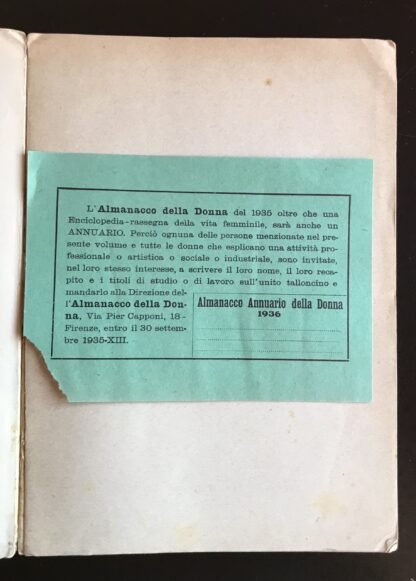 L'Almanacco della Donna del 1935 oltre che una
Enciclopedia-rassegna della vita femminile, sarà anche un
ANNUARIO. Perciò ognuna delle persone menzionate nel pre-
sente volume e tutte le donne che esplicano una attività pro-
fessionale o artistica o sociale o industriale, sono invitate,
nel loro stesso interesse, a scrivere il loro nome, il loro reca-
pito e i titoli di studio o di lavoro sull'unito talloncino e
mandarlo alla Direzione del-
l'Almanacco della Don-
na, Via Pier Capponi, 18 -
Firenze, entro il 30 settem-
bre 1935-XIII.
Almanacco Annuario della Donna
1936